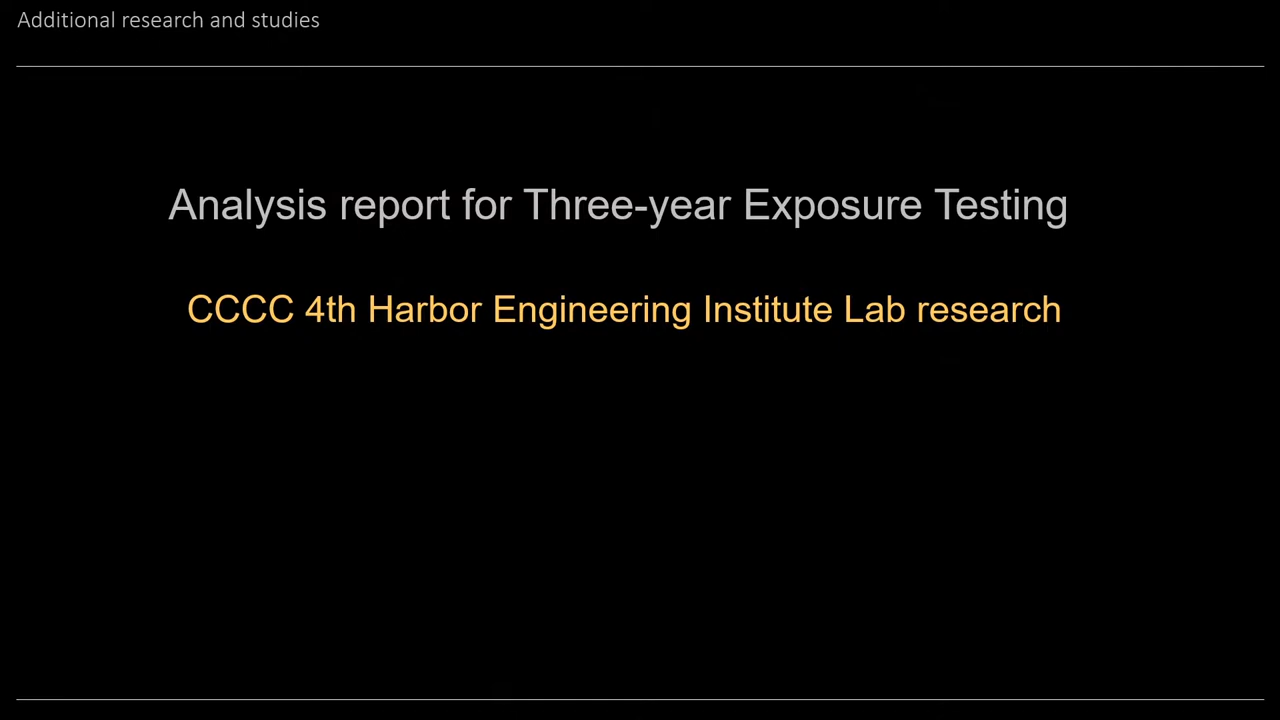 Additional research and studies
Analysis report for Three-year Exposure Testing
CCCC 4th Harbor Engineering Institute Lab research